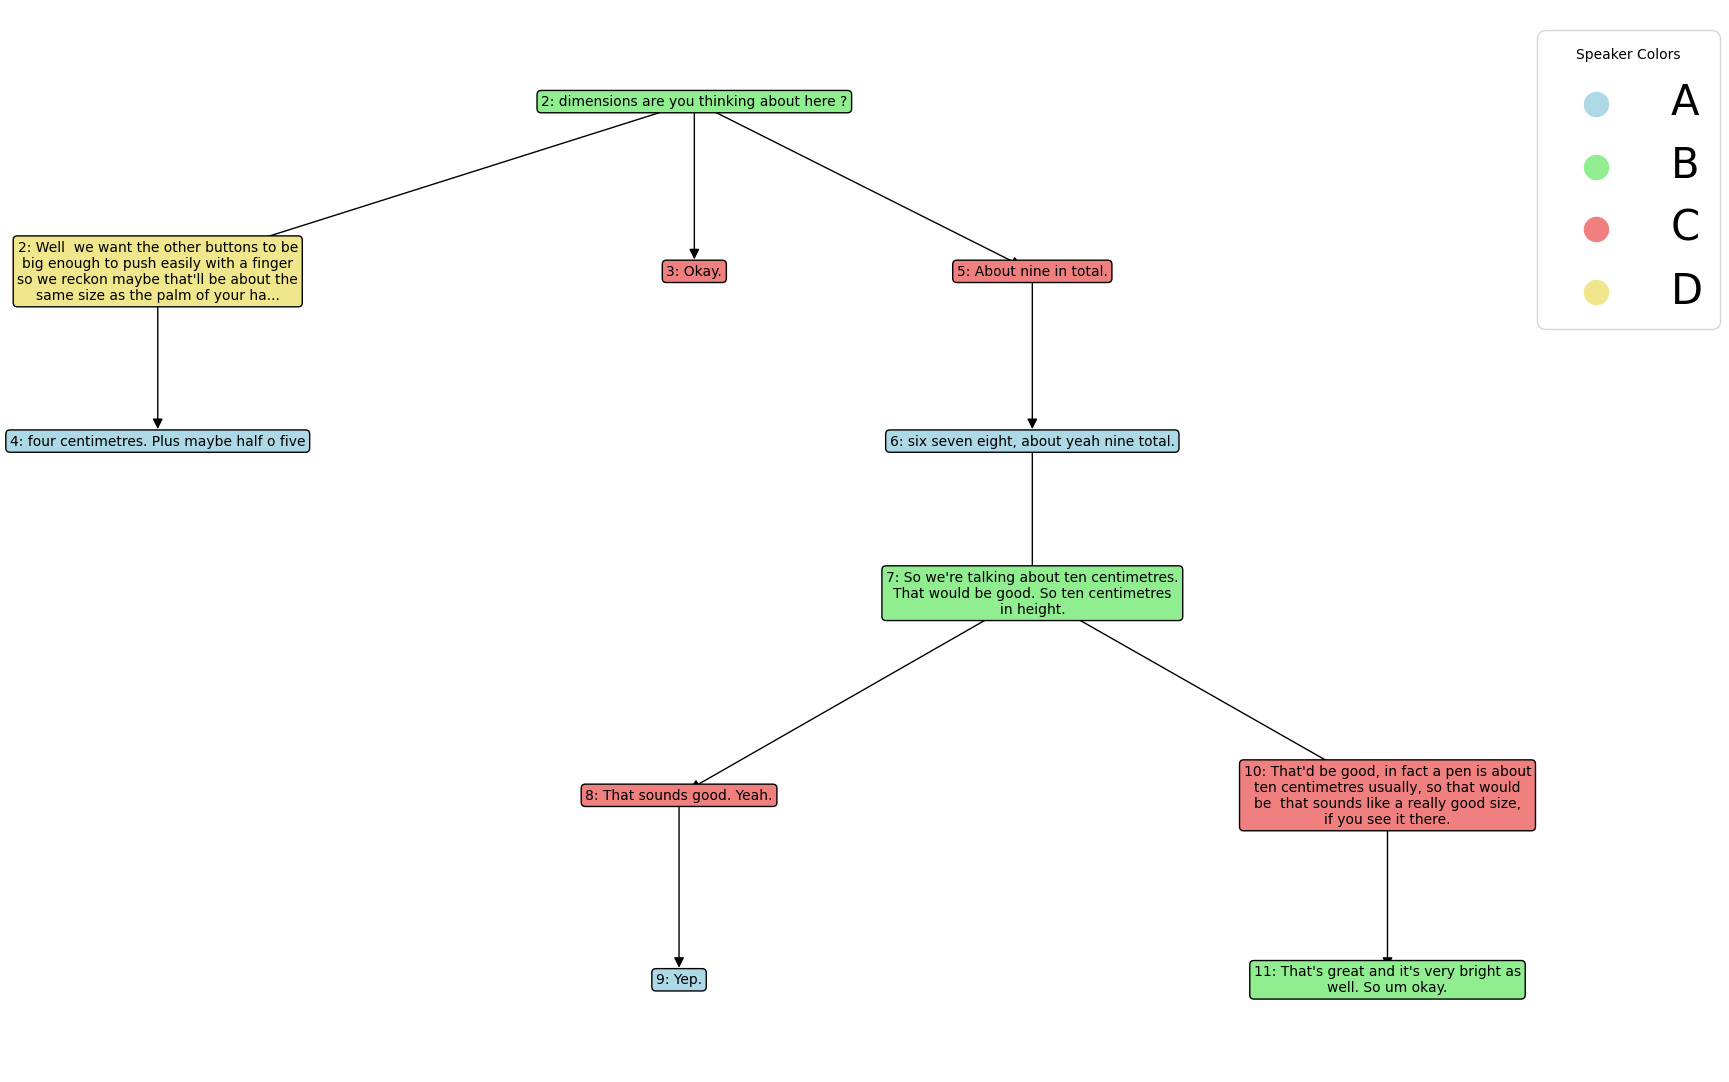 2: dimensions are you thinking about here ?
2: Well  we want the other buttons to be
big enough to push easily with a finger
so we reckon maybe that'll be about the
same size as the palm of your ha...
3: Okay.
5: About nine in total.
4: four centimetres. Plus maybe half o five
6: six seven eight, about yeah nine total.
7: So we're talking about ten centimetres.
That would be good. So ten centimetres
in height.
8: That sounds good. Yeah.
10: That'd be good, in fact a pen is about
ten centimetres usually, so that would
be  that sounds like a really good size,
if you see it there.
9: Yep.
11: That's great and it's very bright as
well. So um okay.
Speaker Colors
A
B
C
D